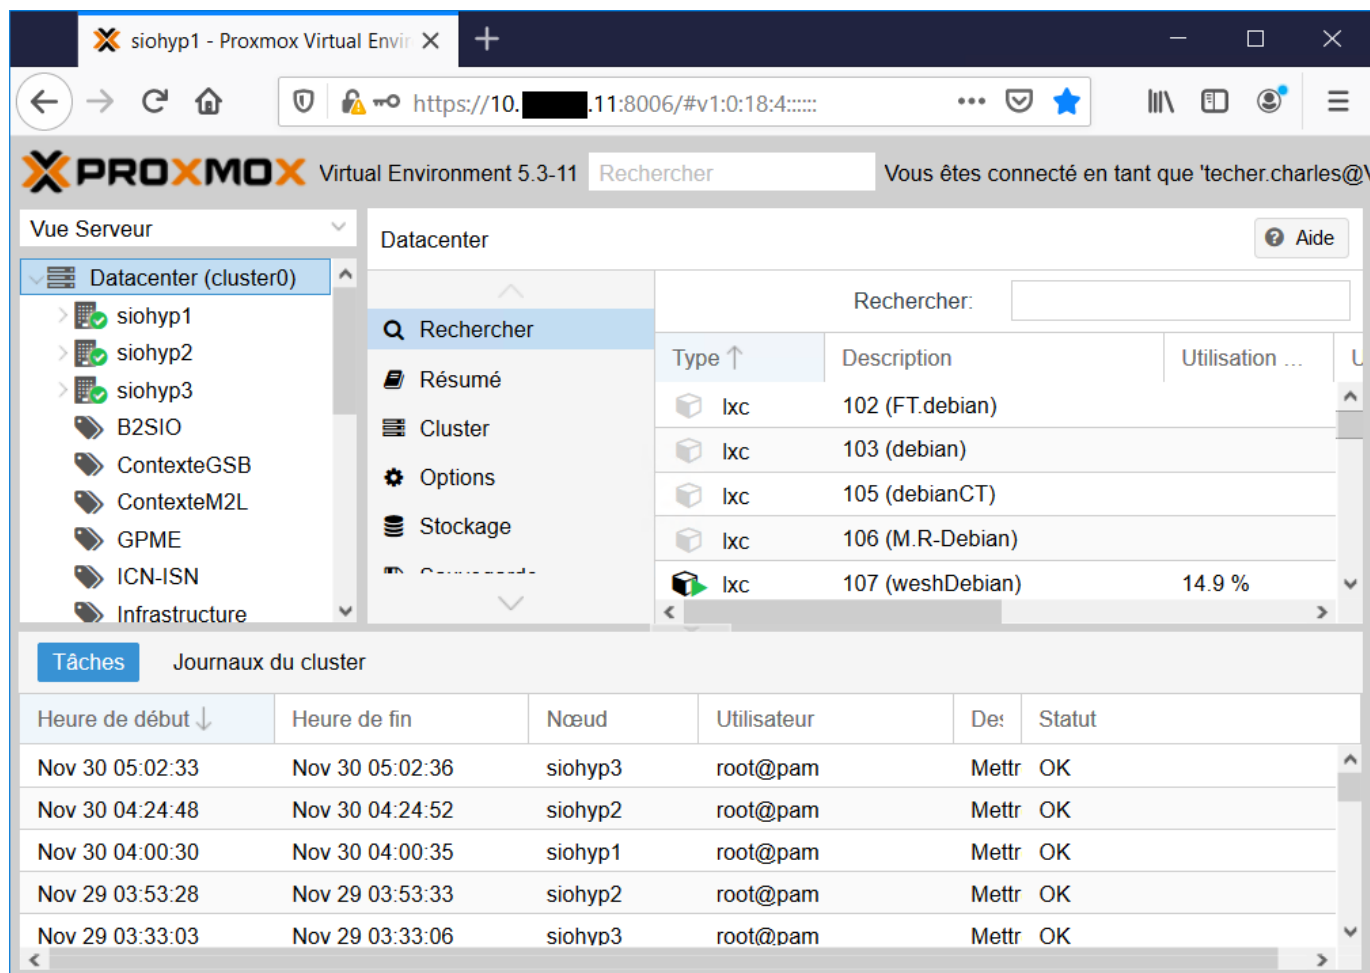 siohyp1 - Proxmox Virtual Envir
https://10. .11:8006/#v1:0:18:4::::::
PROXMOX Virtual Environment 5.3-11 Rechercher Vous êtes connecté en tant que 'techer.charles@
Vue Serveur
Datacenter (cluster0)
siohyp1
siohyp2
siohyp3
B2SIO
ContexteGSB
ContexteM2L
GPME
ICN-ISN
Infrastructure
Datacenter
Aide
Rechercher
Résumé
Cluster
Options
Stockage
Rechercher:
Type Description Utilisation ...
lxc 102 (FT.debian)
lxc 103 (debian)
lxc 105 (debianCT)
lxc 106 (M.R-Debian)
lxc 107 (weshDebian) 14.9 %
Tâches Journaux du cluster
Heure de début Heure de fin Nœud Utilisateur Des Statut
Nov 30 05:02:33 Nov 30 05:02:36 siohyp3 root@pam Mettr OK
Nov 30 04:24:48 Nov 30 04:24:52 siohyp2 root@pam Mettr OK
Nov 30 04:00:30 Nov 30 04:00:35 siohyp1 root@pam Mettr OK
Nov 29 03:53:28 Nov 29 03:53:33 siohyp2 root@pam Mettr OK
Nov 29 03:33:03 Nov 29 03:33:06 siohyp3 root@pam Mettr OK